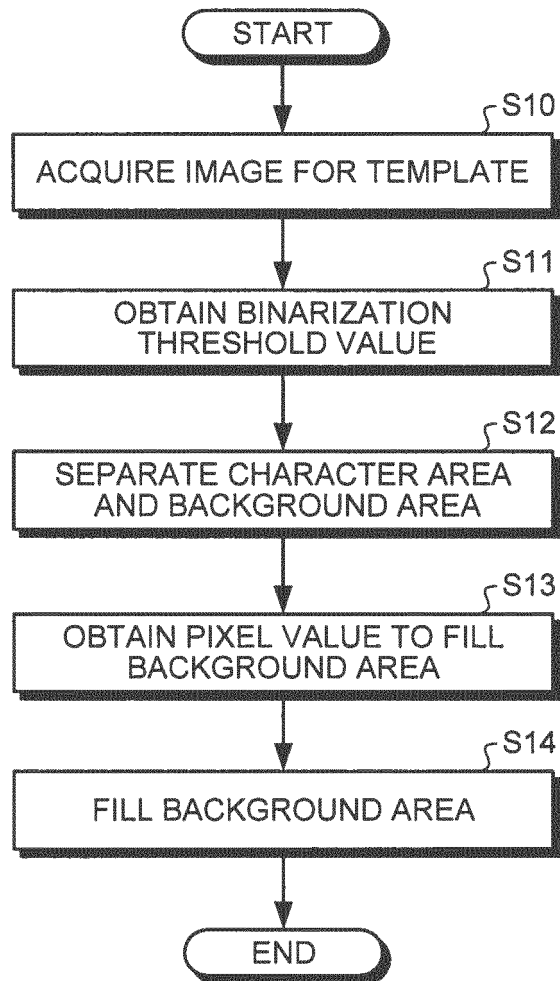 START
S10
ACQUIRE IMAGE FOR TEMPLATE
S11
OBTAIN BINARIZATION
THRESHOLD VALUE
S12
SEPARATE CHARACTER AREA
AND BACKGROUND AREA
S13
OBTAIN PIXEL VALUE TO FILL
BACKGROUND AREA
S14
FILL BACKGROUND AREA
END